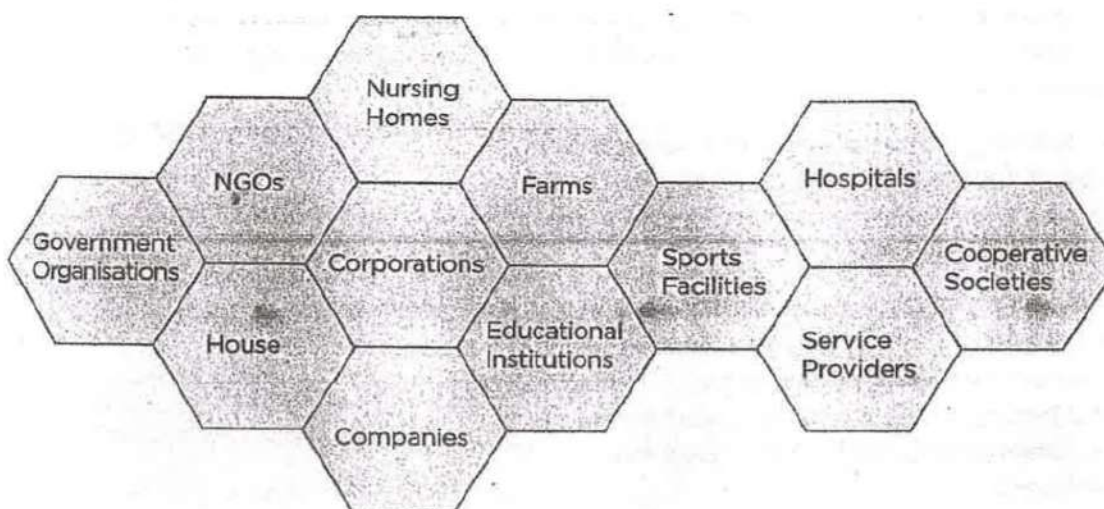 Nursing
Homes
NGOs
Farms
Hospitals
Government
Organisations
Corporations
Sports
Facilities
Cooperative
Societies
House
Educational
Institutions
Service
Providers
Companies